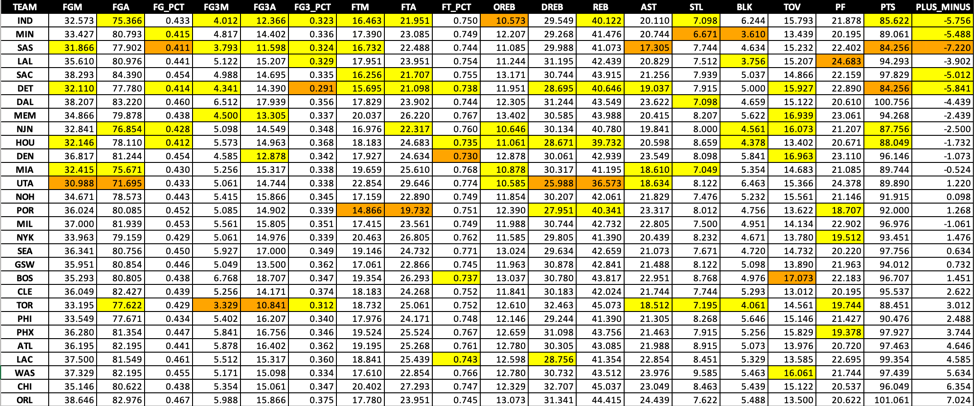 TEAM FGM FGA FG_PCT FG3M FG3A FG3_PCT FTM FTA FT_PCT OREB DREB REB AST STL BLK TOV PF PTS PLUS_MINUS
IND 32.573 75.366 0.433 4.012 12.366 0.323 16.463 21.951 0.750 10.573 29.549 40.122 20.110 7.098 6.244 15.793 21.878 85.622 -5.756
MIN 33.427 80.793 0.415 4.817 14.402 0.336 17.390 23.085 0.749 12.207 29.268 41.476 20.744 6.671 3.610 13.439 20.195 89.061 -5.488
SAS 31.866 77.902 0.411 3.793 11.598 0.324 16.732 22.488 0.744 11.085 29.988 41.073 17.305 7.744 4.634 15.232 22.402 84.256 -7.220
LAL 35.610 80.976 0.441 5.122 15.207 0.329 17.951 23.951 0.754 11.244 31.195 42.439 20.829 7.512 3.756 15.207 24.683 94.293 -3.902
SAC 38.293 84.390 0.454 4.988 14.695 0.335 16.256 21.707 0.755 13.171 30.744 43.915 21.256 7.939 5.037 14.866 22.159 97.829 -5.012
DET 32.110 77.780 0.414 4.341 14.390 0.291 15.695 21.098 0.738 11.951 28.695 40.646 19.037 7.915 5.000 15.927 22.890 84.256 -5.841
DAL 38.207 83.220 0.460 6.512 17.939 0.356 17.829 23.902 0.744 12.305 31.244 43.549 23.622 7.098 4.659 15.122 20.610 100.756 -4.439
MEM 34.866 79.878 0.438 4.500 13.305 0.337 20.037 26.220 0.767 13.402 30.585 43.988 20.415 8.207 5.622 16.939 23.061 94.268 -2.439
NJN 32.841 76.854 0.428 5.098 14.549 0.348 16.976 22.317 0.760 10.646 30.134 40.780 19.841 8.000 4.561 16.073 21.207 87.756 -2.500
HOU 32.146 78.110 0.412 5.573 14.963 0.368 18.183 24.683 0.735 11.061 28.671 39.732 20.598 8.659 4.378 13.402 20.671 88.049 -1.732
DEN 36.817 81.244 0.454 4.585 12.878 0.342 17.927 24.634 0.730 12.878 30.061 42.939 23.549 8.098 5.841 16.963 23.110 96.146 -1.073
MIA 32.415 75.671 0.430 5.256 15.317 0.339 19.659 25.610 0.768 10.878 30.317 41.195 18.610 7.049 5.354 14.683 21.085 89.744 -0.524
UTA 30.988 71.695 0.433 5.061 14.744 0.338 22.854 29.646 0.774 10.585 25.988 36.573 18.634 8.122 6.463 15.366 24.378 89.890 1.220
NOH 34.671 78.573 0.443 5.415 15.866 0.345 17.159 22.890 0.749 11.854 30.207 42.061 21.829 7.476 5.232 15.561 21.146 91.915 0.098
POR 36.024 80.085 0.452 5.085 14.902 0.339 14.866 19.732 0.751 12.390 27.951 40.341 23.317 8.012 4.756 13.622 18.707 92.000 1.268
MIL 37.000 81.939 0.453 5.561 15.805 0.351 17.415 23.561 0.749 11.988 30.744 42.732 22.805 7.500 4.951 14.134 22.902 96.976 -1.061
NYK 33.963 79.159 0.429 5.061 14.976 0.339 20.463 26.805 0.762 11.585 29.805 41.390 20.439 8.232 4.671 13.780 19.512 93.451 1.476
SEA 36.341 80.756 0.450 5.927 17.000 0.349 19.146 24.732 0.771 13.024 29.634 42.659 21.073 7.671 4.720 14.732 20.220 97.756 0.634
GSW 35.951 80.854 0.446 5.049 13.500 0.362 17.061 22.866 0.745 11.963 30.878 42.841 21.488 8.122 5.098 13.890 21.963 94.012 0.732
BOS 35.293 80.805 0.438 6.768 18.707 0.347 19.354 26.293 0.737 13.037 30.780 43.817 22.951 8.768 4.976 17.073 22.183 96.707 1.451
CLE 36.049 82.427 0.439 5.256 14.171 0.374 18.183 24.268 0.752 11.841 30.183 42.024 21.744 7.744 5.293 13.012 20.195 95.537 2.622
TOR 33.195 77.622 0.429 3.329 10.841 0.312 18.732 25.061 0.752 12.610 32.463 45.073 18.512 7.195 4.061 14.561 19.744 88.451 3.012
PHI 33.549 77.671 0.434 5.402 16.207 0.340 17.976 24.171 0.748 12.146 29.244 41.390 21.305 8.268 5.646 15.146 21.427 90.476 2.488
PHX 36.280 81.354 0.447 5.841 16.756 0.346 19.524 25.524 0.767 12.659 31.098 43.756 21.463 7.915 5.256 15.829 19.378 97.927 3.744
ATL 36.195 82.195 0.441 5.878 16.402 0.362 19.195 25.268 0.761 12.780 30.305 43.085 21.988 8.915 5.073 13.976 20.720 97.463 4.646
LAC 37.500 81.549 0.461 5.512 15.317 0.360 18.841 25.439 0.743 12.598 28.756 41.354 22.854 8.451 5.329 13.585 22.695 99.354 4.585
WAS 37.329 82.195 0.455 5.171 15.098 0.334 17.610 22.854 0.766 12.780 30.732 43.512 23.976 9.585 5.463 16.061 21.744 97.439 5.634
CHI 35.146 80.622 0.438 5.354 15.061 0.357 20.402 27.293 0.747 12.329 32.707 45.037 23.049 8.463 5.439 15.122 20.537 96.049 6.354
ORL 38.646 82.976 0.467 5.988 15.866 0.375 17.780 23.951 0.745 13.073 31.341 44.415 24.439 7.622 5.488 13.500 20.622 101.061 7.024